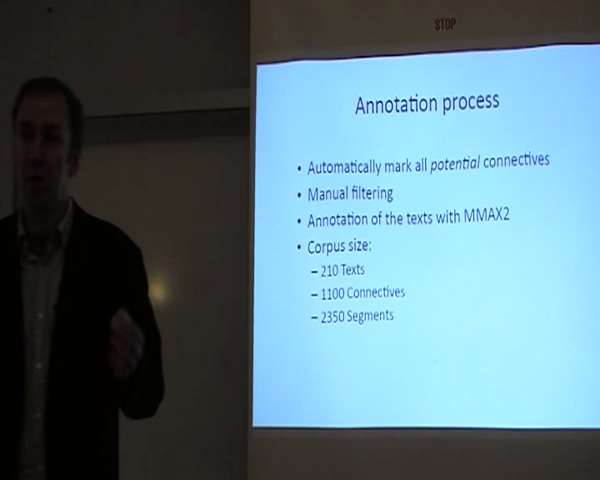 STOP
Annotation process
• Automatically mark all potential connectives
• Manual filtering
• Annotation of the texts with MMAX2
• Corpus size:
– 210 Texts
– 1100 Connectives
– 2350 Segments